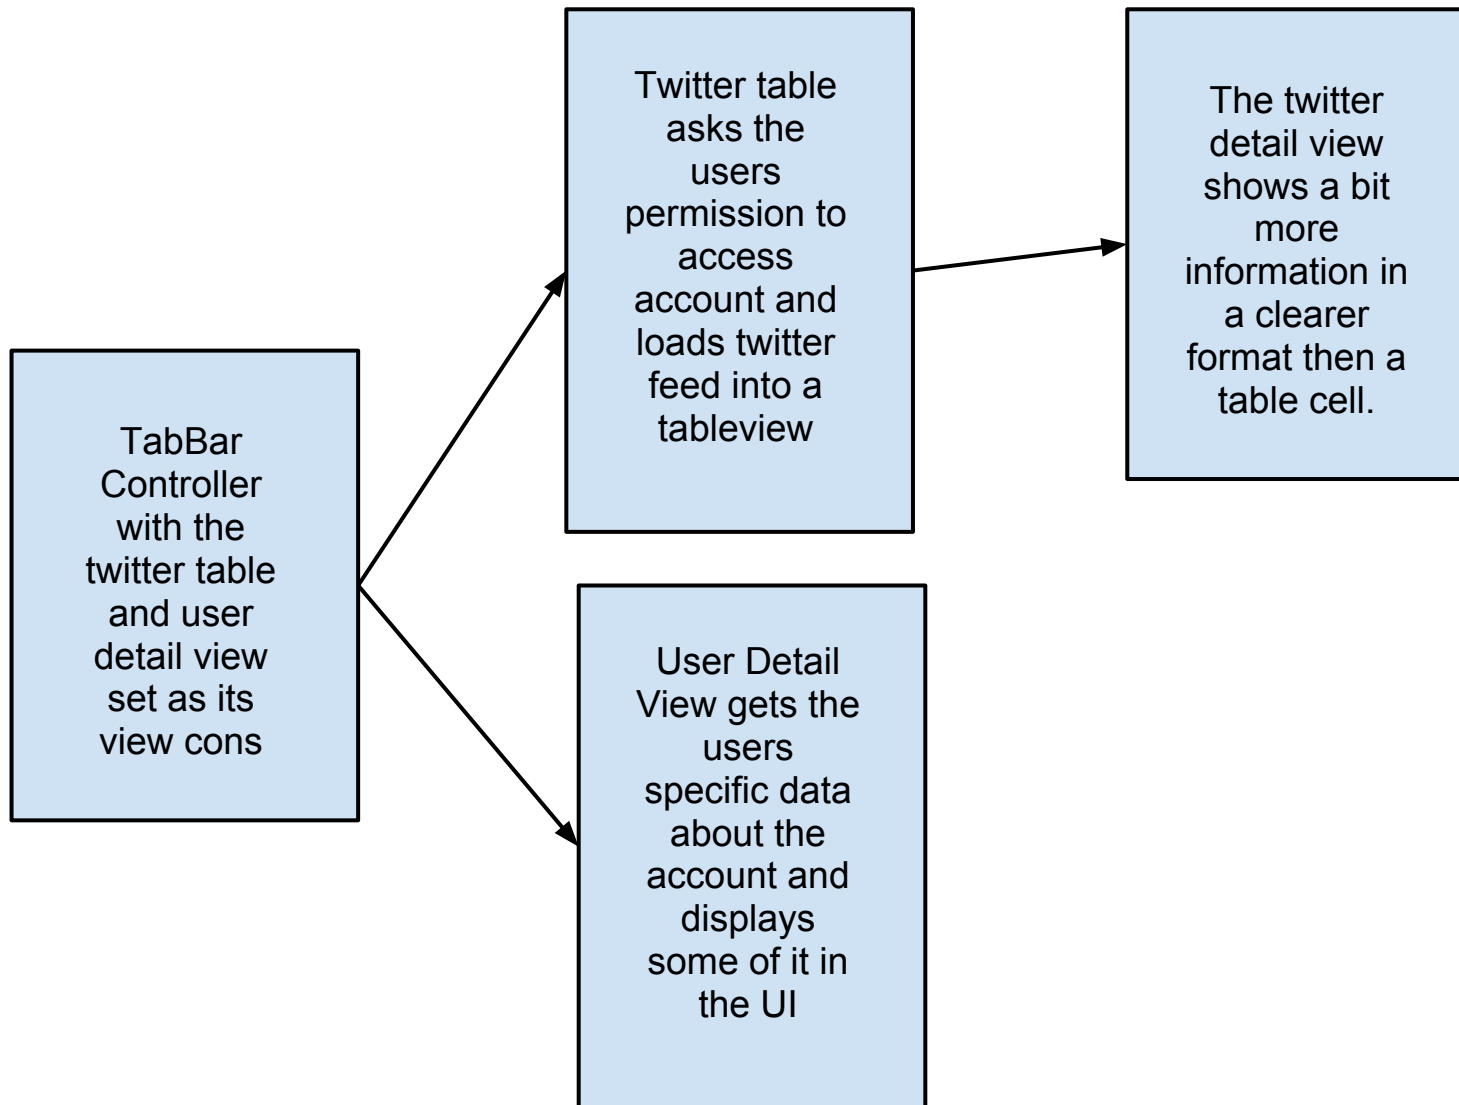 TabBar
Controller
with the
twitter table
and user
detail view
set as its
view cons
Twitter table
asks the
users
permission to
access
account and
loads twitter
feed into a
tableview
The twitter
detail view
shows a bit
more
information in
a clearer
format then a
table cell.
User Detail
View gets the
users
specific data
about the
account and
displays
some of it in
the UI